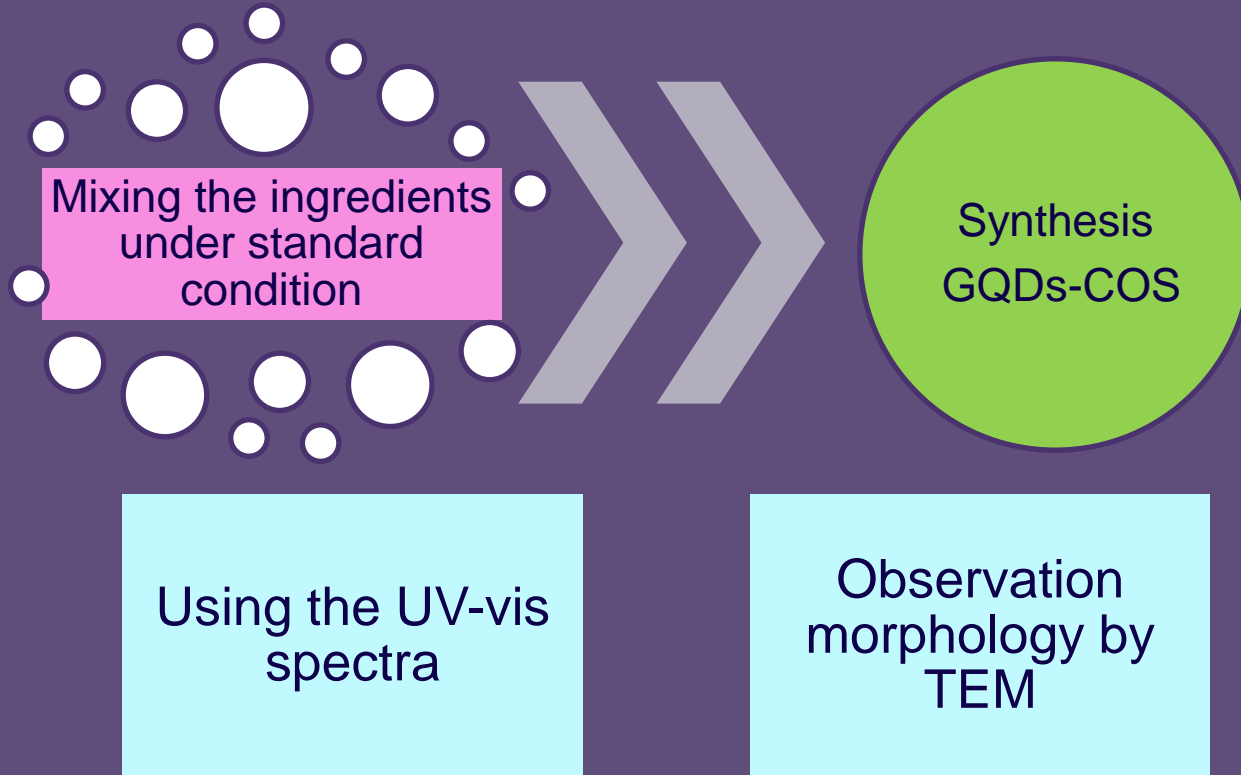 Mixing the ingredients
under standard
condition
Synthesis
GQDs-COS
Using the UV-vis
spectra
Observation
morphology by
TEM